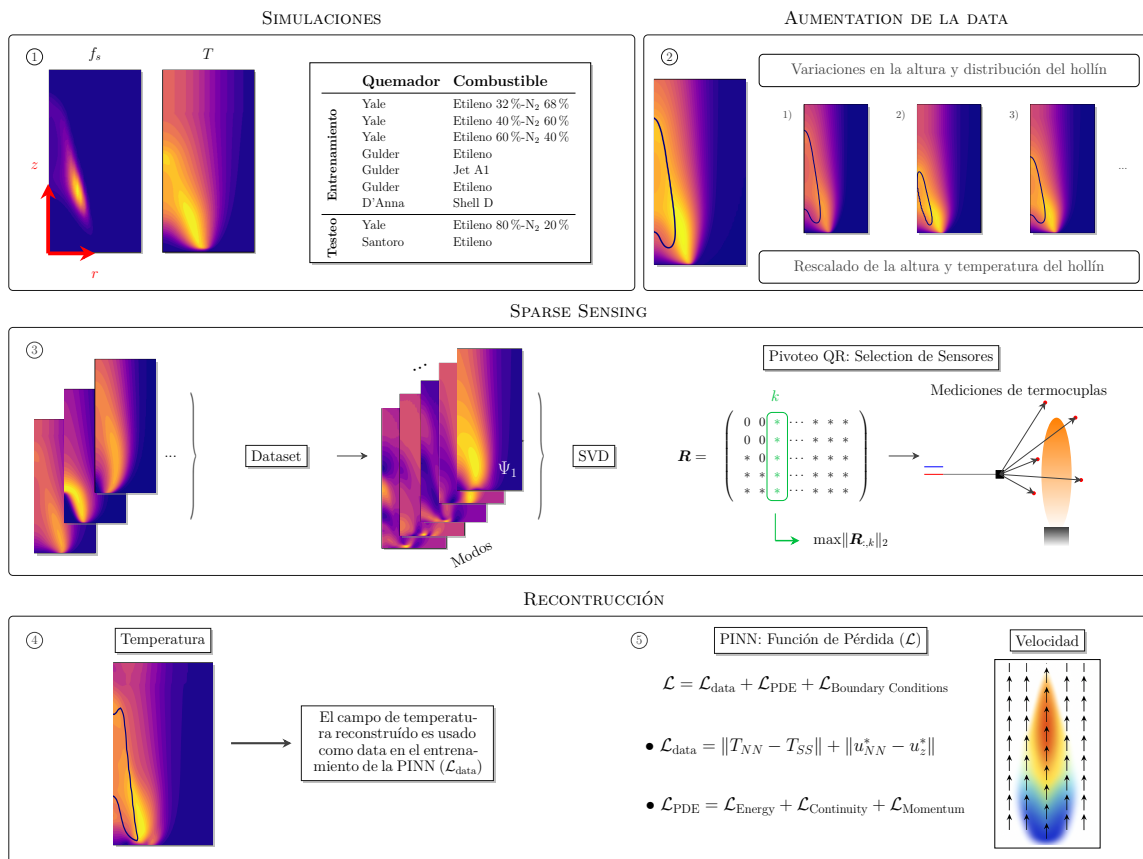 SIMULACIONES
1
f_s
T
z
r
Quemador Combustible
Entrenamiento
Yale Etileno 32 %-N₂ 68 %
Yale Etileno 40 %-N₂ 60 %
Yale Etileno 60 %-N₂ 40 %
Gulder Etileno
Gulder Jet A1
Gulder Etileno
D'Anna Shell D
Testeo
Yale Etileno 80 %-N₂ 20 %
Santoro Etileno
AUMENTATION DE LA DATA
2
Variaciones en la altura y distribución del hollín
1)
2)
3)
...
Rescalado de la altura y temperatura del hollín
SPARSE SENSING
3
...
Dataset
...
Ψ₁
Modos
SVD
Pivoteo QR: Selection de Sensores
k
R =
0 0 * ··· * * *
0 0 * ··· * * *
* 0 * ··· * * *
* * * ··· * * *
* * * ··· * * *
max‖R_{:,k}‖₂
Mediciones de termocuplas
RECONTRUCCIÓN
4
Temperatura
El campo de temperatu-
ra reconstruído es usado
como data en el entrena-
miento de la PINN (ℒ_data)
5
PINN: Función de Pérdida (ℒ)
ℒ = ℒ_data + ℒ_PDE + ℒ_Boundary Conditions
• ℒ_data = ‖T_NN − T_SS‖ + ‖u*_NN − u*_z‖
• ℒ_PDE = ℒ_Energy + ℒ_Continuity + ℒ_Momentum
Velocidad